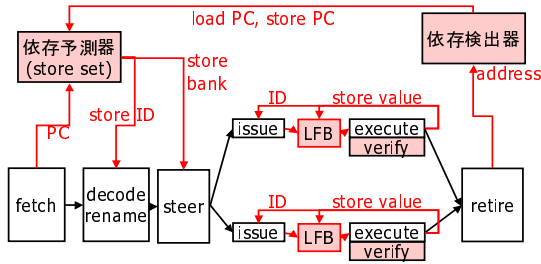 load PC, store PC
依存予測器
(store set)
依存検出器
store
bank
address
ID
store value
store ID
PC
issue
LFB
execute
verify
fetch
decode
rename
steer
retire
ID
store value
issue
LFB
execute
verify